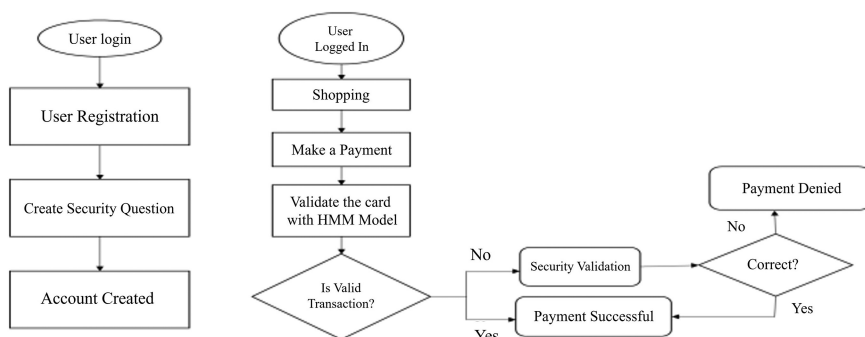 User login
User Registration
Create Security Question
Account Created
User
Logged In
Shopping
Make a Payment
Validate the card
with HMM Model
Is Valid
Transaction?
No
Yes
Security Validation
Payment Successful
Correct?
No
Yes
Payment Denied